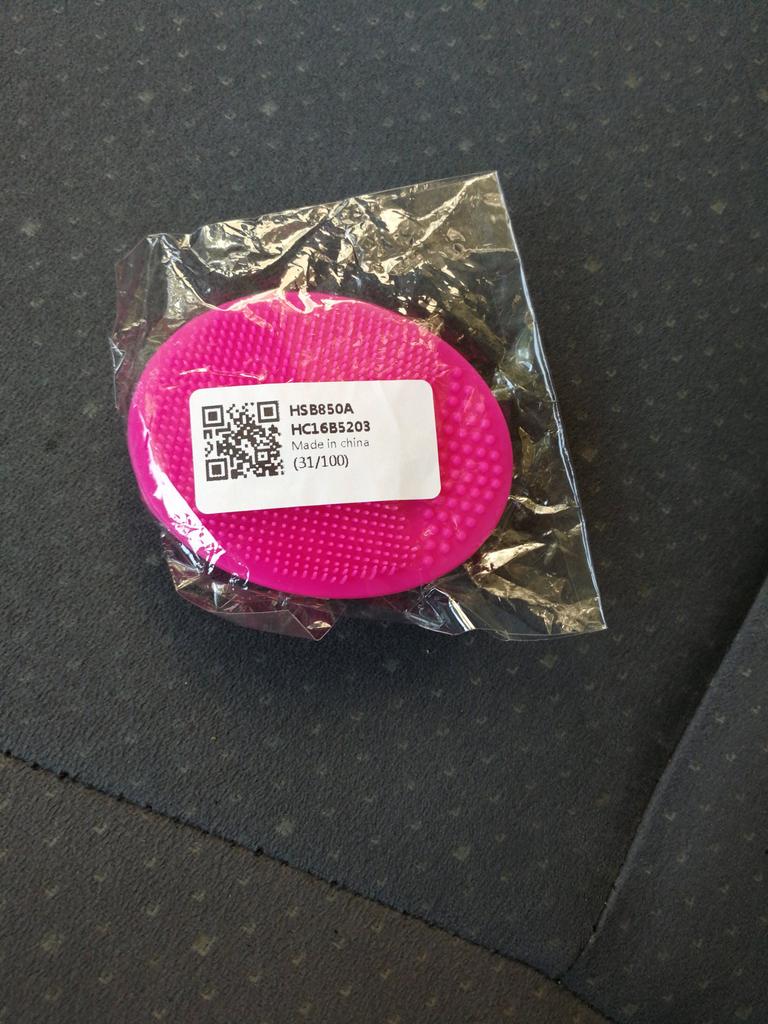 HSB850A
HC16B5203
Made in china
(31/100)